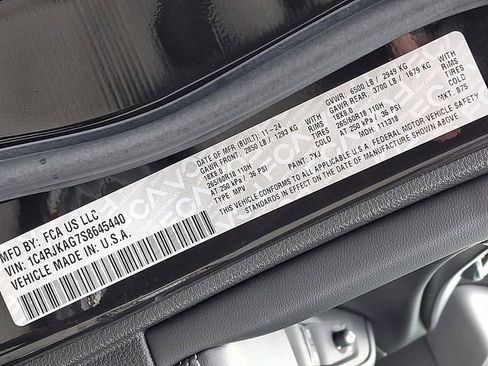 MFD BY: FCA US LLC
DATE OF MFR (BUILT): 11-24
GVWR: 6500 LB / 2949 KG
GAWR FRONT: 2850 LB / 1293 KG
GAWR REAR: 3700 LB / 1679 KG
18X8.0 RIMS
18X8.0 RIMS
265/60R18 110H
265/60R18 110H
AT 250 kPa / 36 PSI COLD
AT 250 kPa / 36 PSI COLD
THIS VEHICLE CONFORMS TO ALL APPLICABLE U.S.A. FEDERAL MOTOR VEHICLE SAFETY
STANDARDS IN EFFECT ON THE DATE OF MANUFACTURE SHOWN ABOVE.
VIN: 1C4RJKAG7S8645440
TYPE: MPV
PAINT: PXJ
MDH: 111318
MKT: 875
VEHICLE MADE IN: U.S.A.